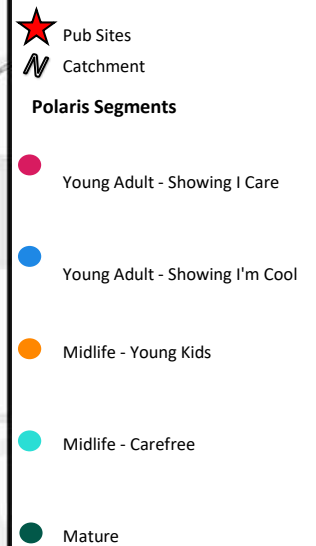 Pub Sites
Catchment
Polaris Segments
Young Adult - Showing I Care
Young Adult - Showing I'm Cool
Midlife - Young Kids
Midlife - Carefree
Mature